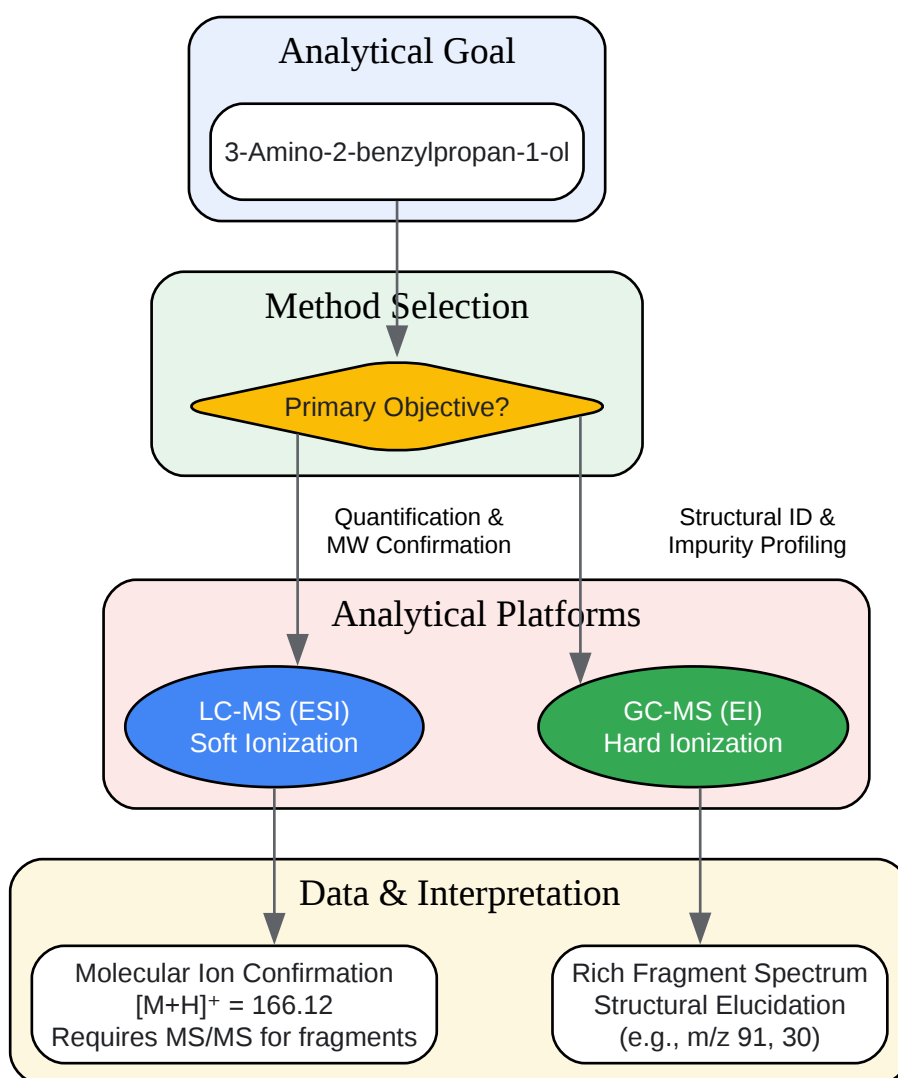 Analytical Goal
3-Amino-2-benzylpropan-1-ol
Method Selection
Primary Objective?
Quantification &
MW Confirmation
Structural ID &
Impurity Profiling
Analytical Platforms
LC-MS (ESI)
Soft Ionization
GC-MS (EI)
Hard Ionization
Data & Interpretation
Molecular Ion Confirmation
[M+H]⁺ = 166.12
Requires MS/MS for fragments
Rich Fragment Spectrum
Structural Elucidation
(e.g., m/z 91, 30)